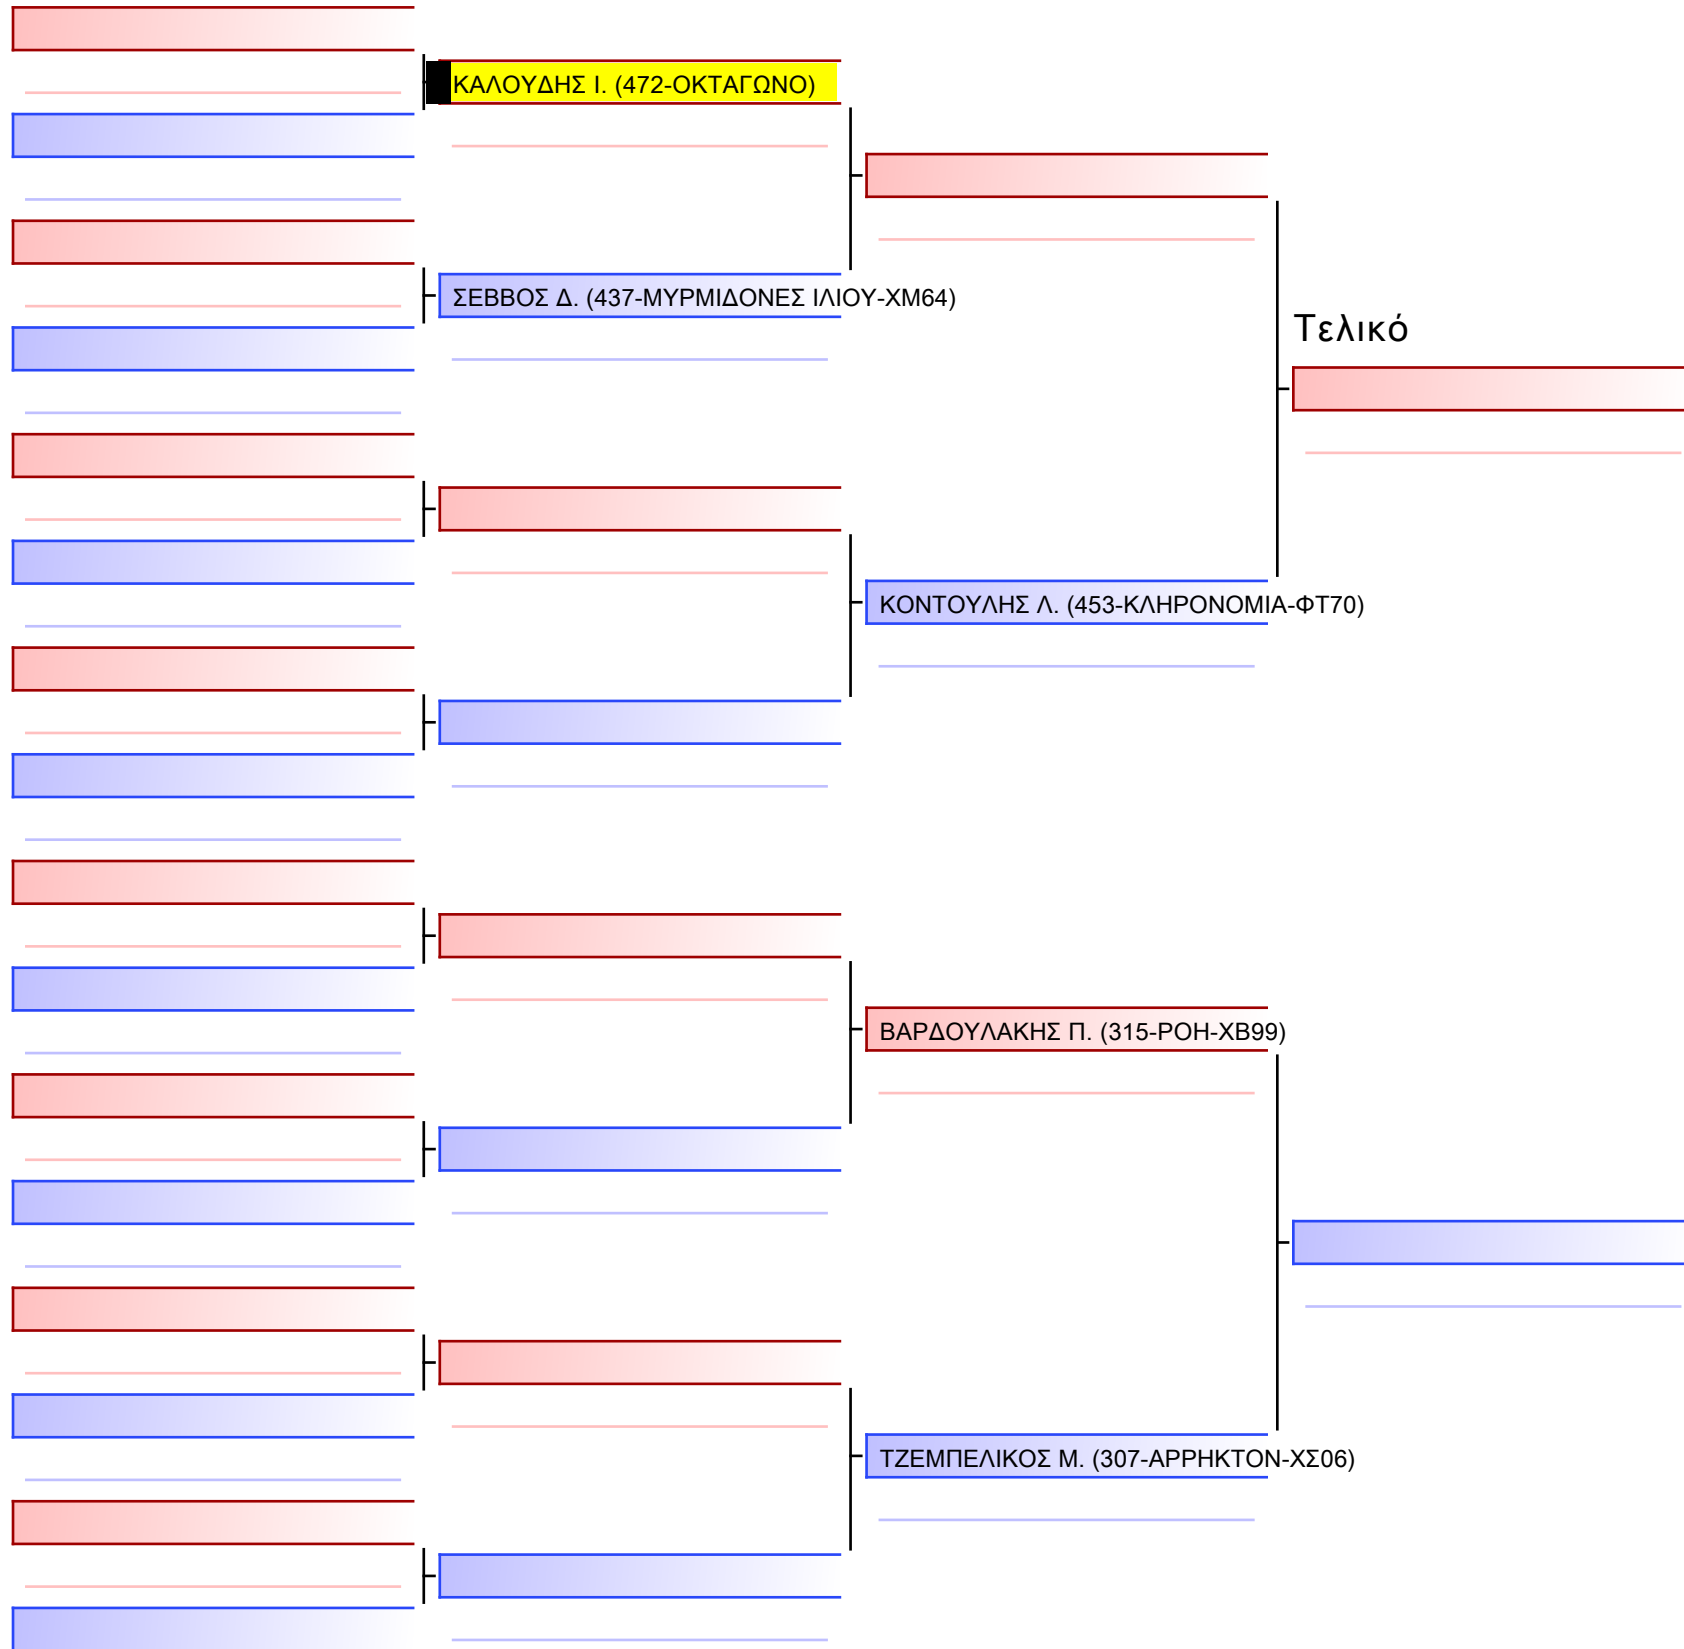 ΚΑΛΟΥΔΗΣ Ι. (472-ΟΚΤΑΓΩΝΟ)
ΣΕΒΒΟΣ Δ. (437-ΜΥΡΜΙΔΟΝΕΣ ΙΛΙΟΥ-ΧΜ64)
Τελικό
ΚΟΝΤΟΥΛΗΣ Λ. (453-ΚΛΗΡΟΝΟΜΙΑ-ΦΤ70)
ΒΑΡΔΟΥΛΑΚΗΣ Π. (315-ΡΟΗ-ΧΒ99)
ΤΖΕΜΠΕΛΙΚΟΣ Μ. (307-ΑΡΡΗΚΤΟΝ-ΧΣ06)